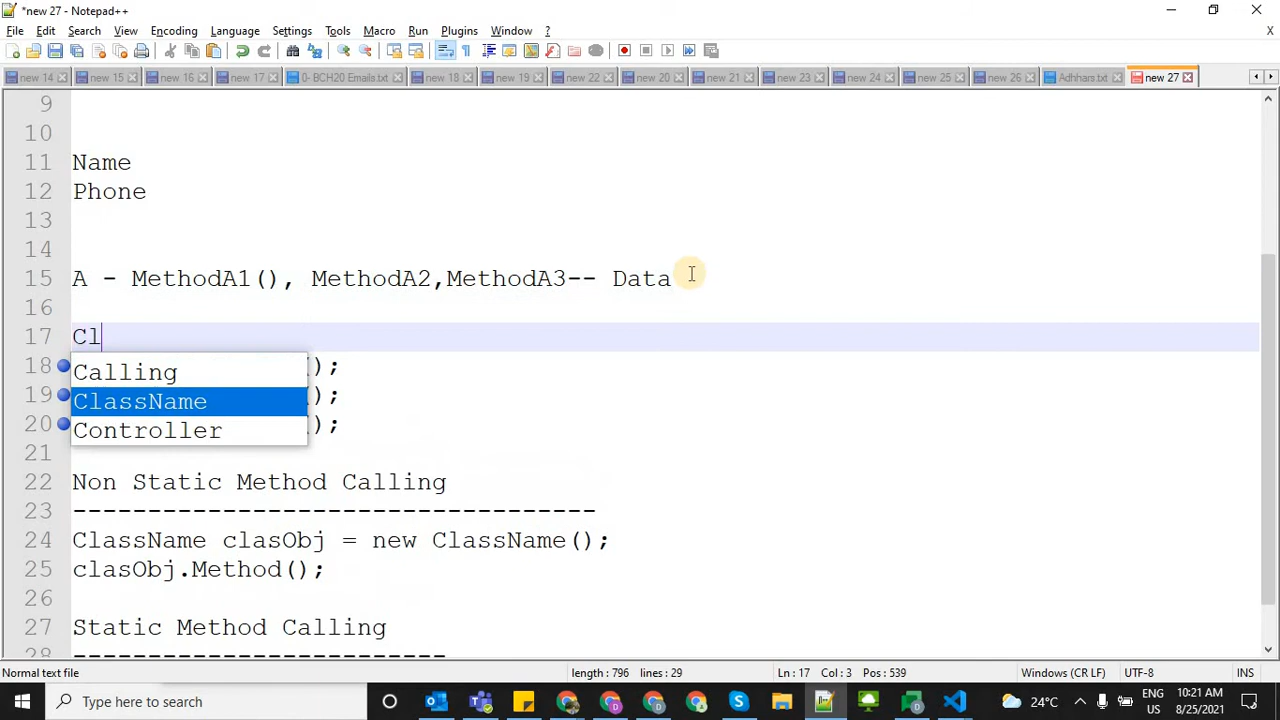 *new 27 - Notepad++
File Edit Search View Encoding Language Settings Tools Macro Run Plugins Window ? X
new 14 new 15 new 16 new 17 0- BCH20 Emails.txt new 18 new 19 new 22 new 20 new 21 new 23 new 24 new 25 new 26 Adhhars.txt new 27
9
10
11 Name
12 Phone
13
14
15 A - MethodA1(), MethodA2,MethodA3-- Data
16
17 Cl
Calling
ClassName
Controller
18 ();
19 ();
20 ();
21
22 Non Static Method Calling
23 -----------------------------------
24 ClassName clasObj = new ClassName();
25 clasObj.Method();
26
27 Static Method Calling
28 -------------------------
Normal text file length : 796 lines : 29 Ln : 17 Col : 3 Pos : 539 Windows (CR LF) UTF-8 INS
Type here to search 24°C ENG US 10:21 AM 8/25/2021